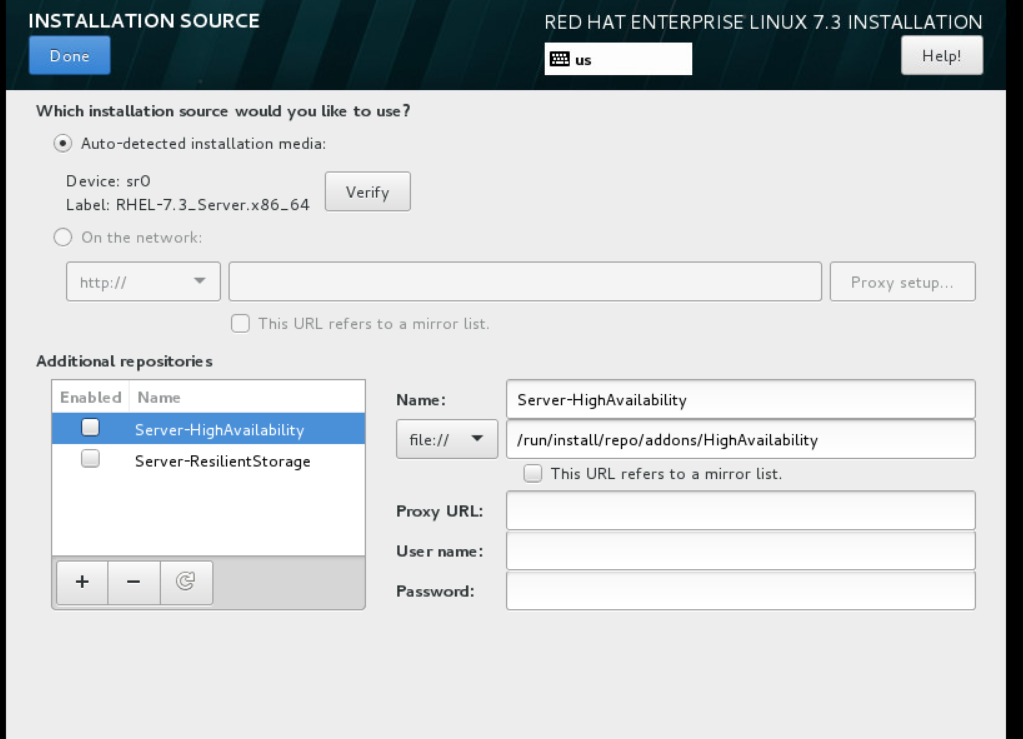 INSTALLATION SOURCE
RED HAT ENTERPRISE LINUX 7.3 INSTALLATION
Done
us
Help!
Which installation source would you like to use?
Auto-detected installation media:
Device: sr0
Label: RHEL-7.3_Server.x86_64
Verify
On the network:
http://
Proxy setup...
This URL refers to a mirror list.
Additional repositories
Enabled Name
Server-HighAvailability
Server-ResilientStorage
+ −
Name: Server-HighAvailability
file:// /run/install/repo/addons/HighAvailability
This URL refers to a mirror list.
Proxy URL:
User name:
Password: